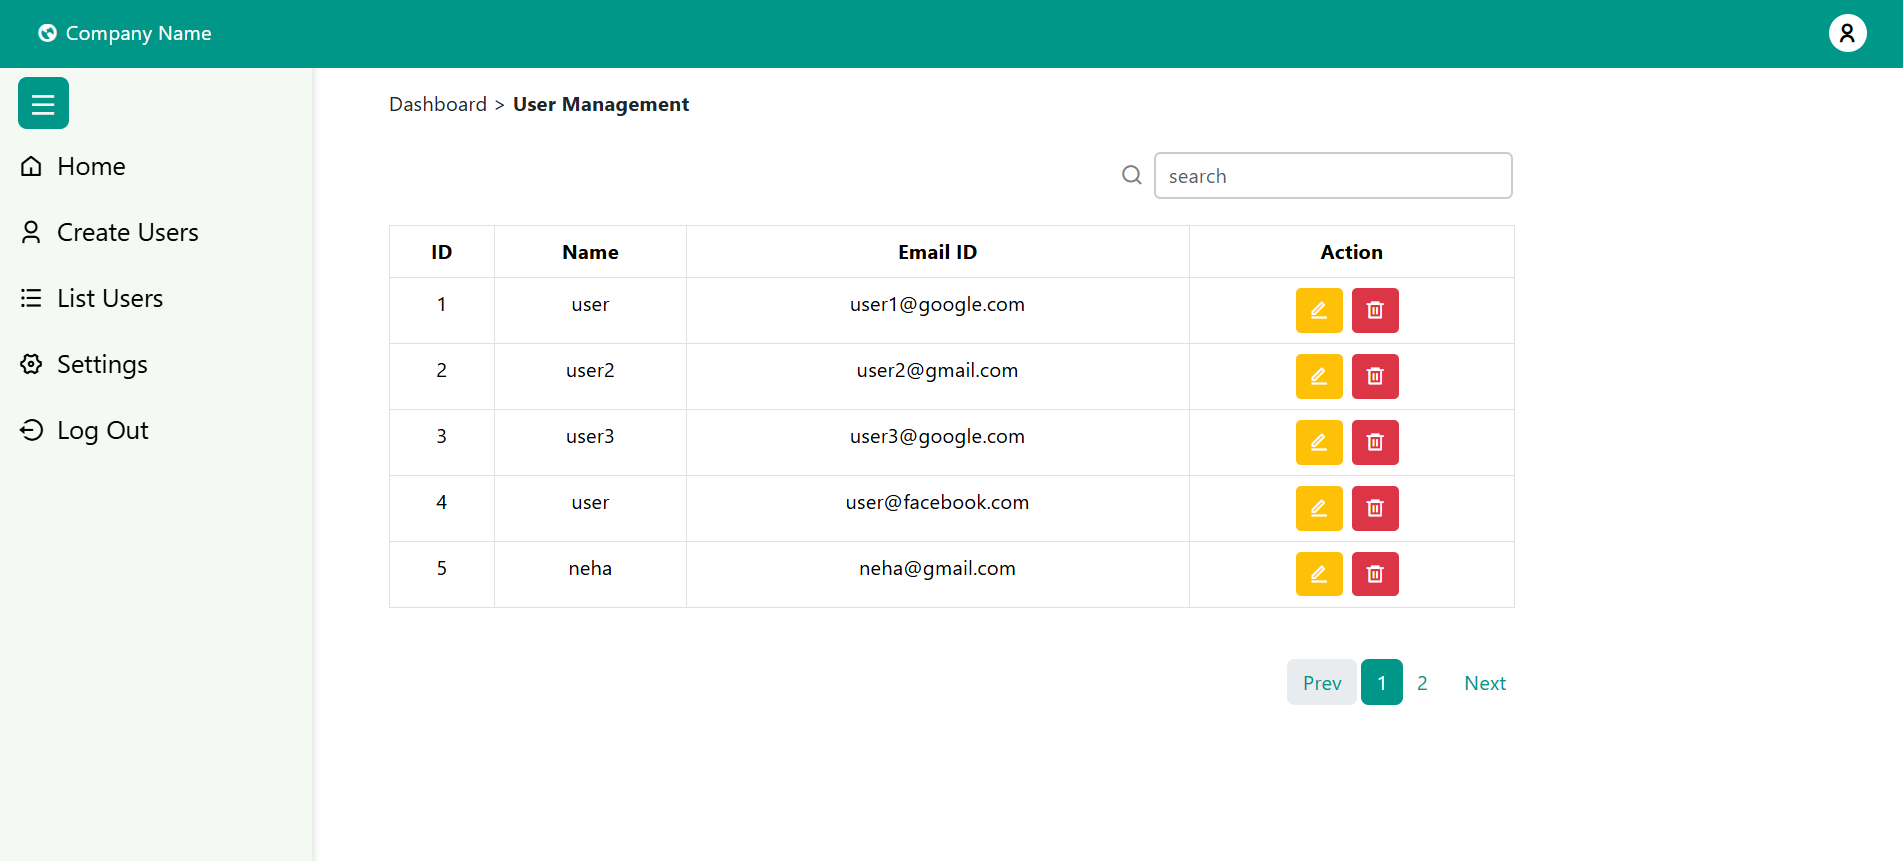 Company Name
Dashboard > User Management
Home
Create Users
List Users
Settings
Log Out
search
ID Name Email ID Action
1 user user1@google.com
2 user2 user2@gmail.com
3 user3 user3@google.com
4 user user@facebook.com
5 neha neha@gmail.com
Prev 1 2 Next